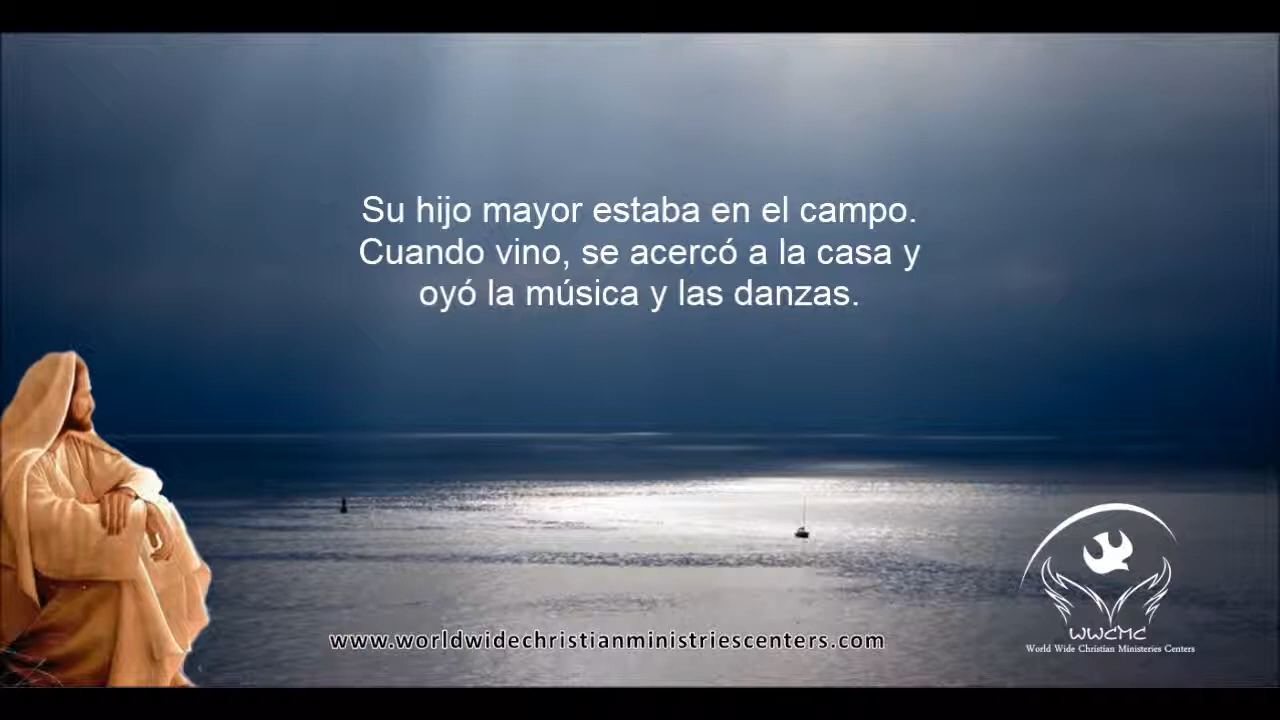 Su hijo mayor estaba en el campo.
Cuando vino, se acercó a la casa y
oyó la música y las danzas.
www.worldwidechristianministriescenters.com
WWCMC
World Wide Christian Ministeries Centers